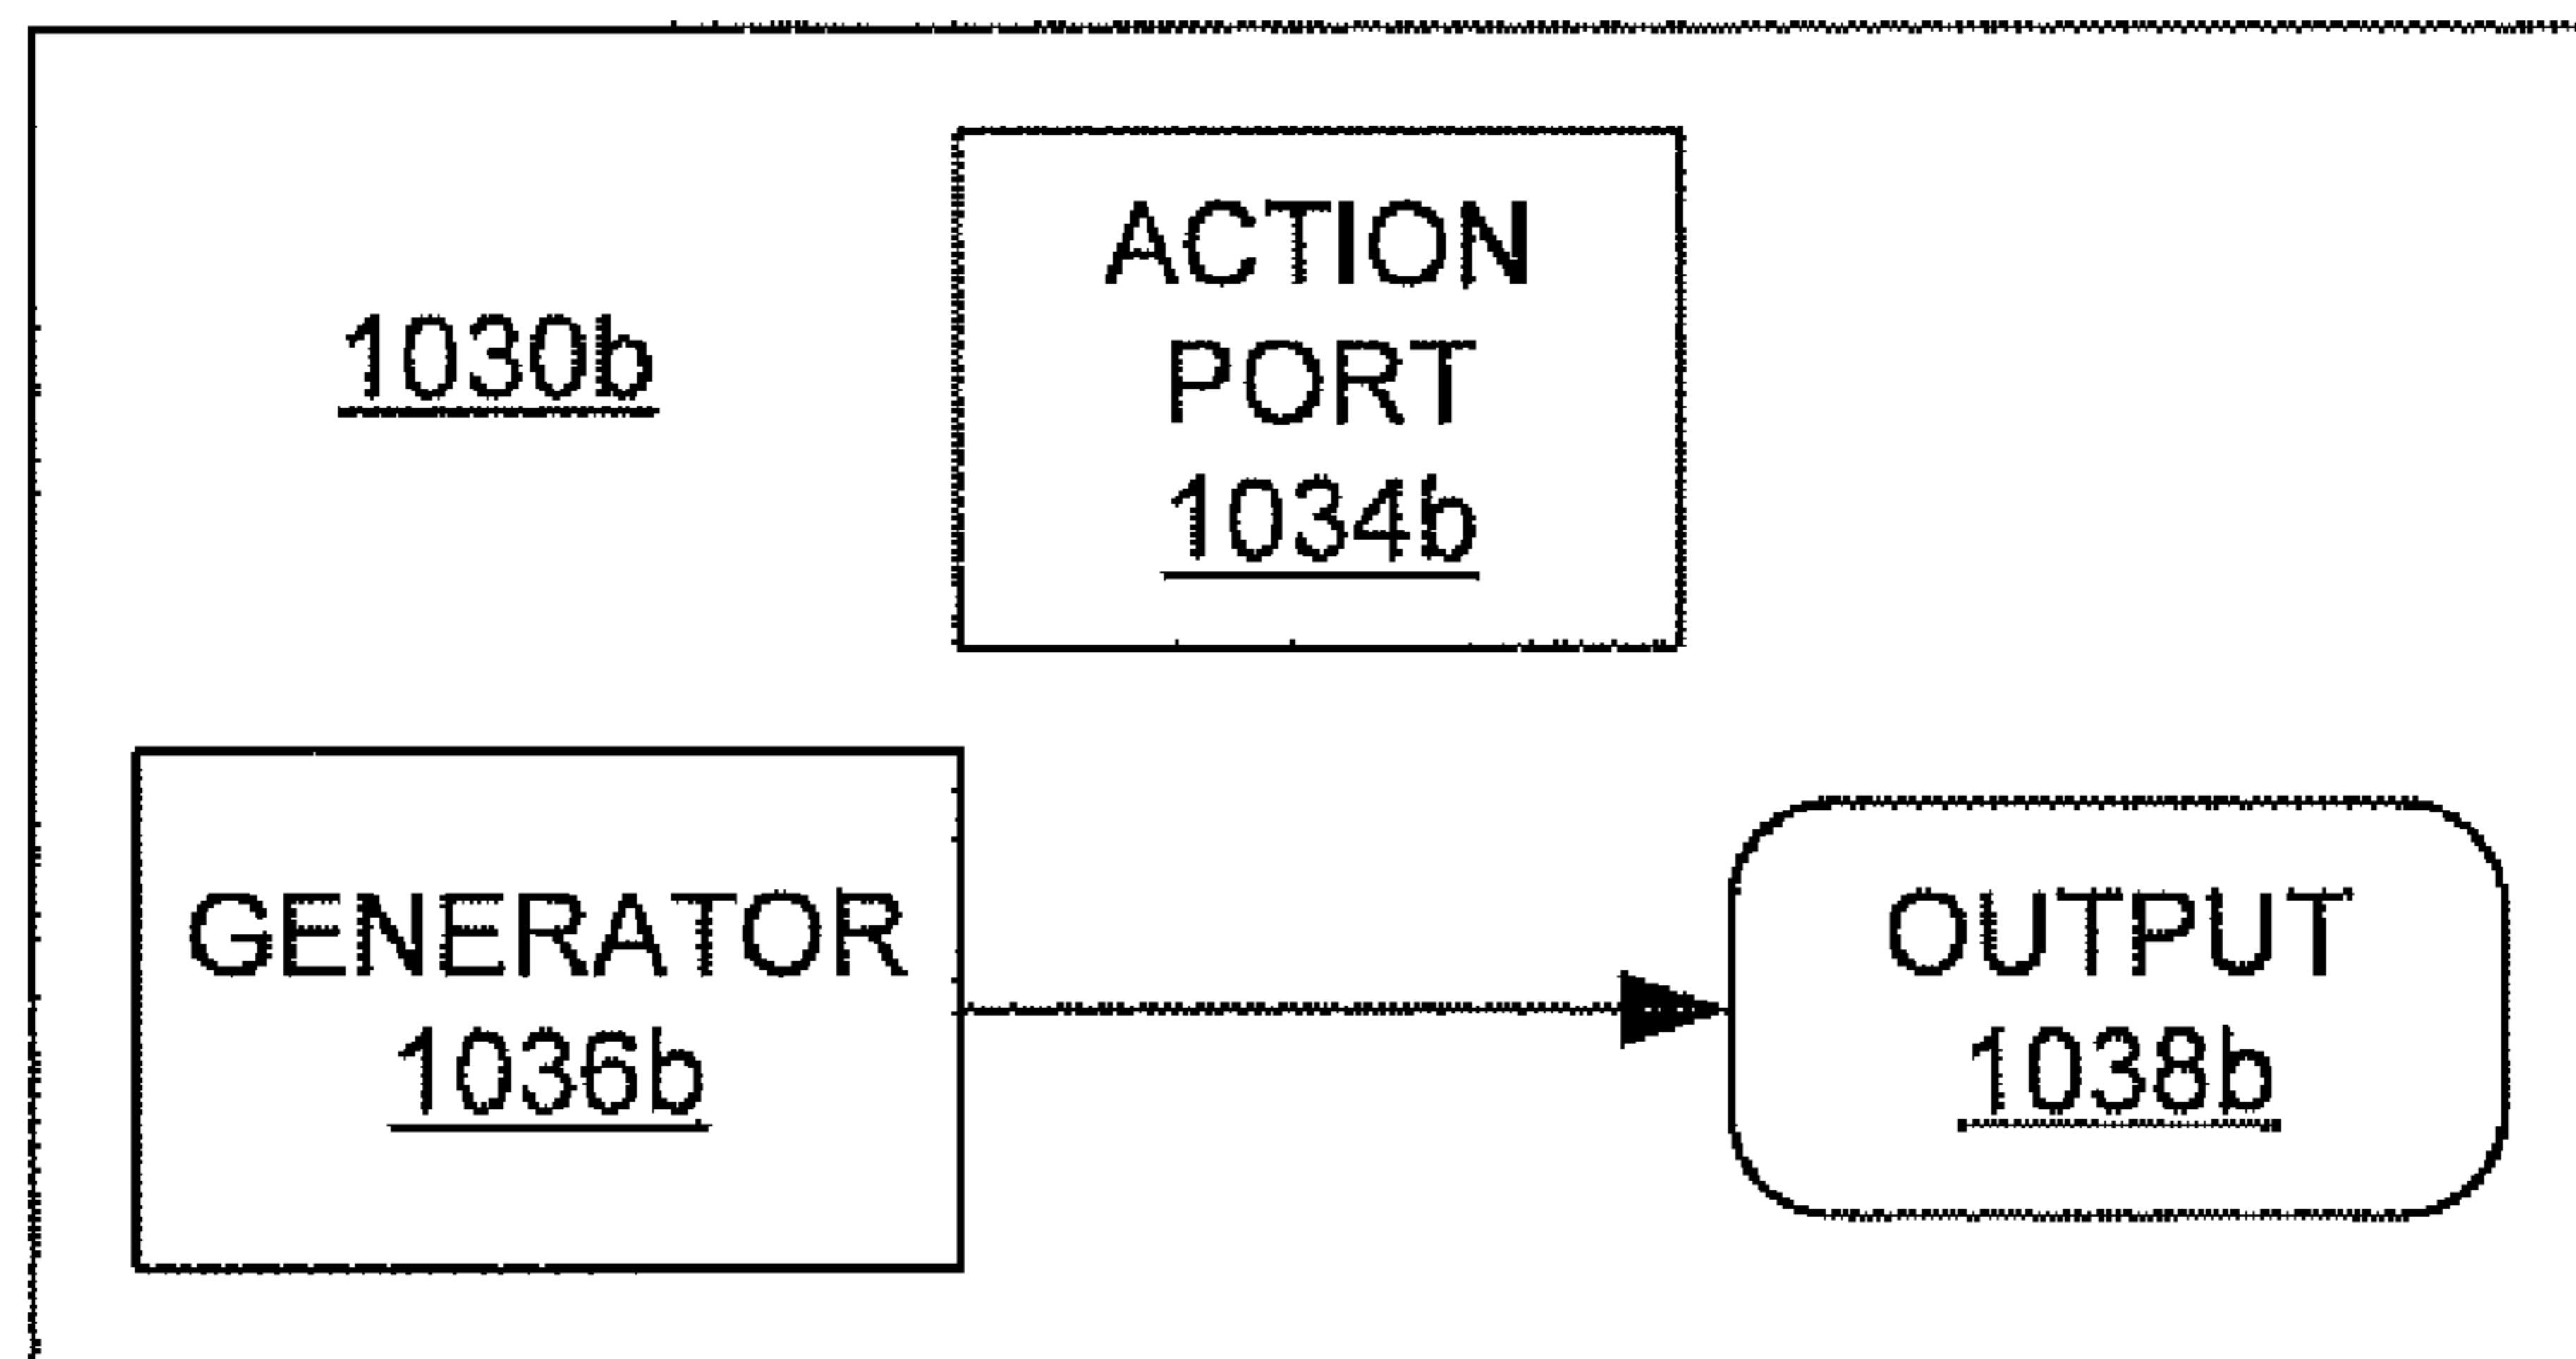 1030b
ACTION
PORT
1034b
GENERATOR
1036b
OUTPUT
1038b